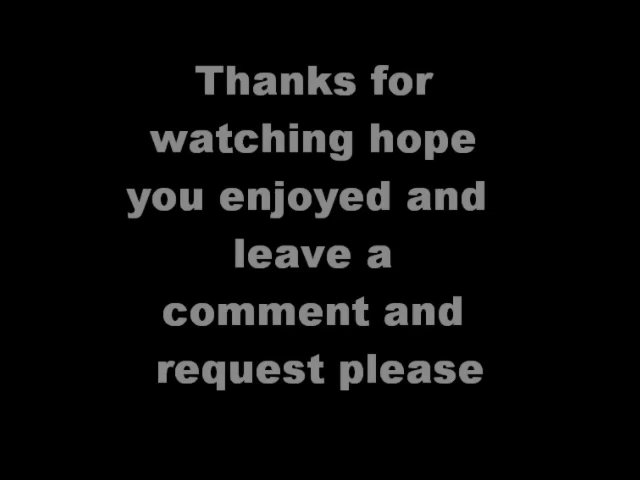 Thanks for
watching hope
you enjoyed and
leave a
comment and
request please